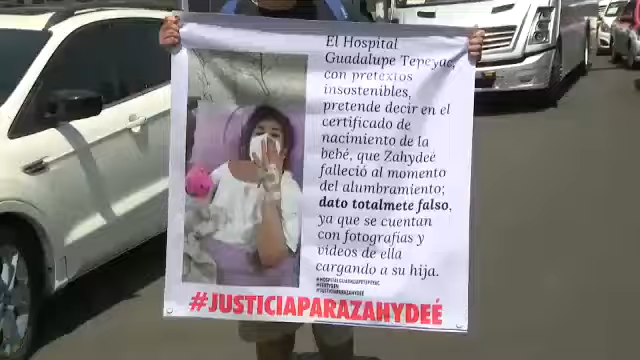 El Hospital
Guadalupe Tepeyac,
con pretextos
insostenibles,
pretende decir en el
certificado de
nacimiento de la
bebé, que Zahydeé
falleció al momento
del alumbramiento;
dato totalmete falso,
ya que se cuentan
con fotografías y
videos de ella
cargando a su hija.
#HOSPITALGUADALUPETEPEYAC
#JUSTICIAPARAZAHYDEÉ
#JUSTICIAPARAZAHYDEÉ